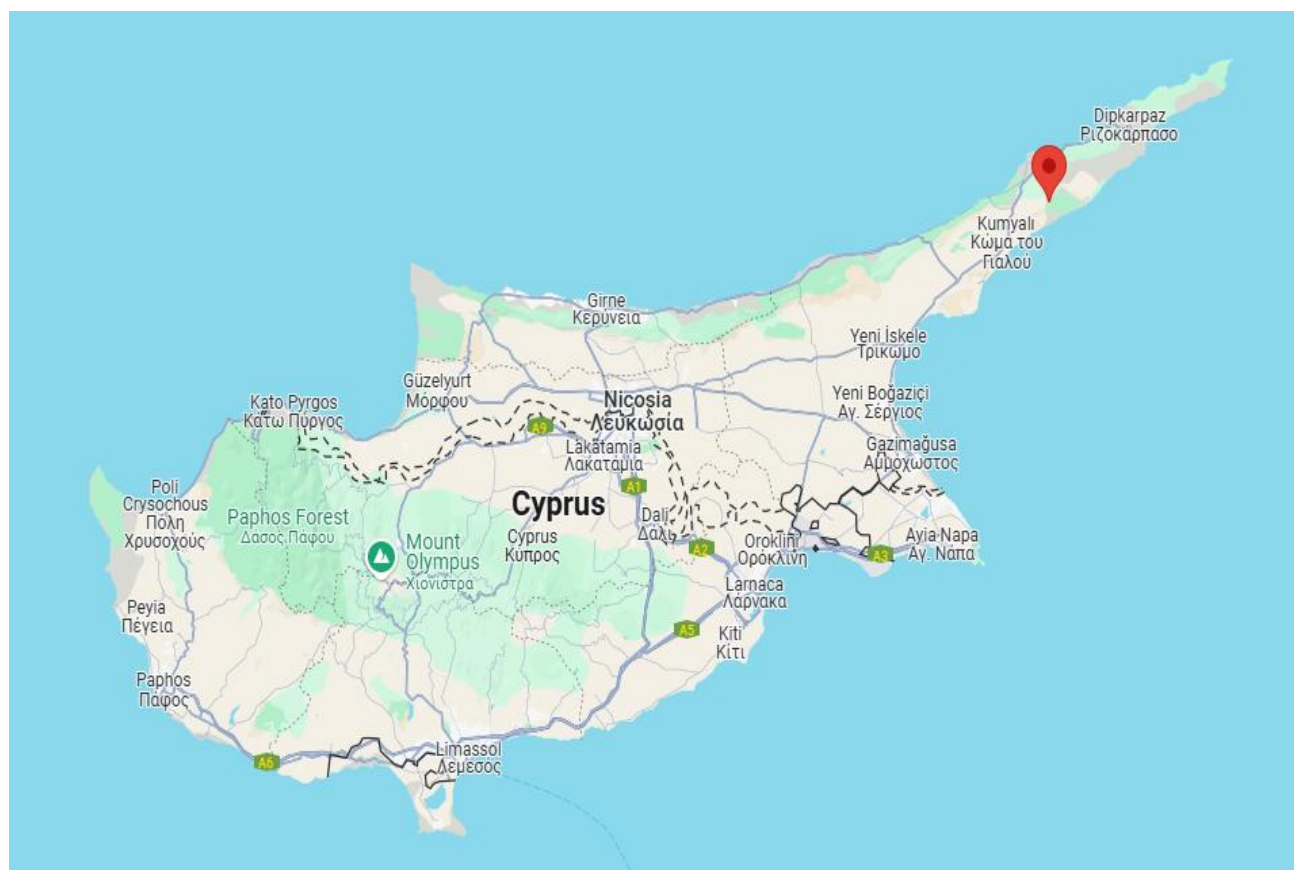 Dipkarpaz
Ριζοκάρπασο
Kumyalı
Κώμα του
Γιαλού
Girne
Κερύνεια
Yeni İskele
Τρίκωμο
Güzelyurt
Μόρφου
Nicosia
Λευκωσία
Yeni Boğaziçi
Αγ. Σέργιος
Kato Pyrgos
Κάτω Πύργος
A9
Lakatamia
Λακατάμια
Gazimağusa
Αμμόχωστος
A1
Poli
Crysochous
Πόλη
Χρυσοχούς
Paphos Forest
Δασος Πάφου
Cyprus
Dali
Δάλι
Mount
Olympus
Χιονίστρα
Cyprus
Κύπρος
A2
Oroklini
Ορόκλινη
A3
Ayia Napa
Αγ. Νάπα
Larnaca
Λάρνακα
Peyia
Πέγεια
A5
Kiti
Κίτι
Paphos
Πάφος
Limassol
Λεμεσός
A6